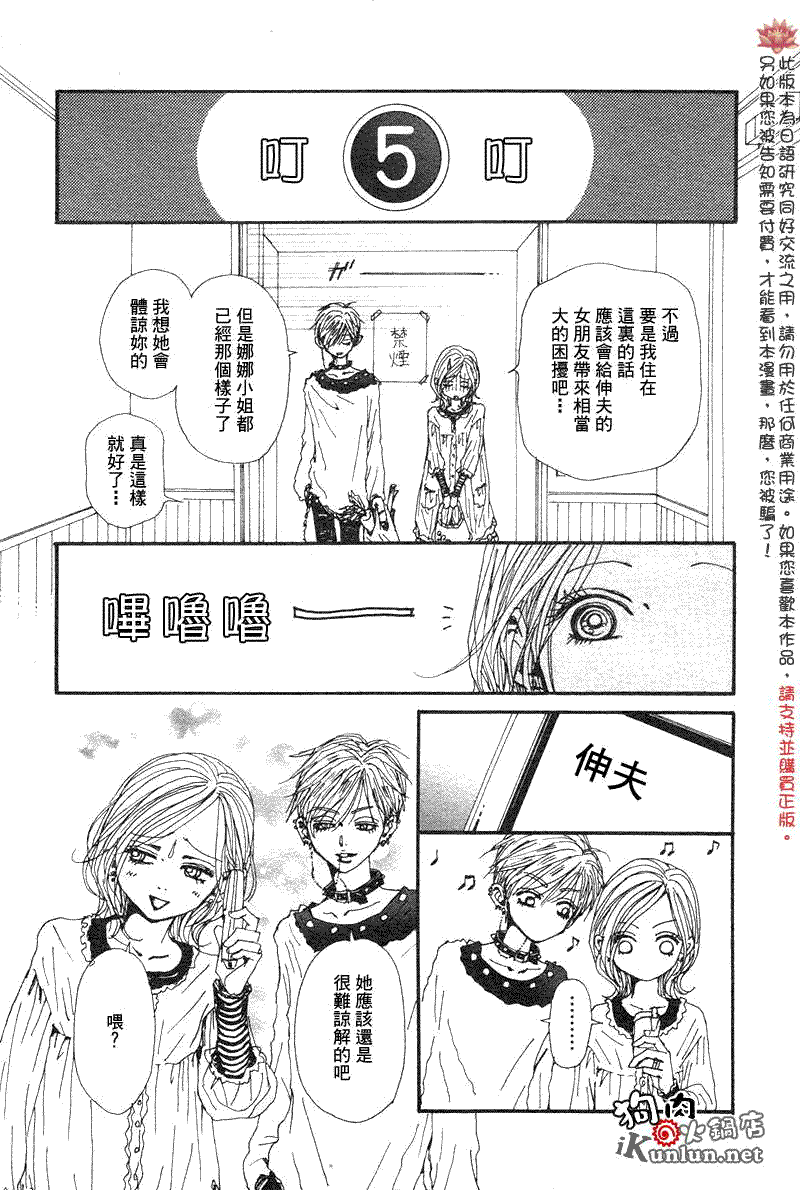 叮 5 叮
ガ——
不過
要是我住在
這裏的話
應該會給伸夫的
女朋友帶來相當
大的困擾吧…
禁煙
但是娜娜小姐都
已經那個樣子了
我想她會
體諒妳的
真是這樣
就好了…
嗶嚕嚕——
伸夫
………
她應該還是
很難諒解的吧
喂？
此版本為日語研究同好交流之用，請勿用於任何商業用途。如果您喜歡本作品，請支持並購買正版。
只如果您被告知需要付費，才能看到本漫畫，那麼，您被騙了！
狗肉火鍋店
iKunlun.net